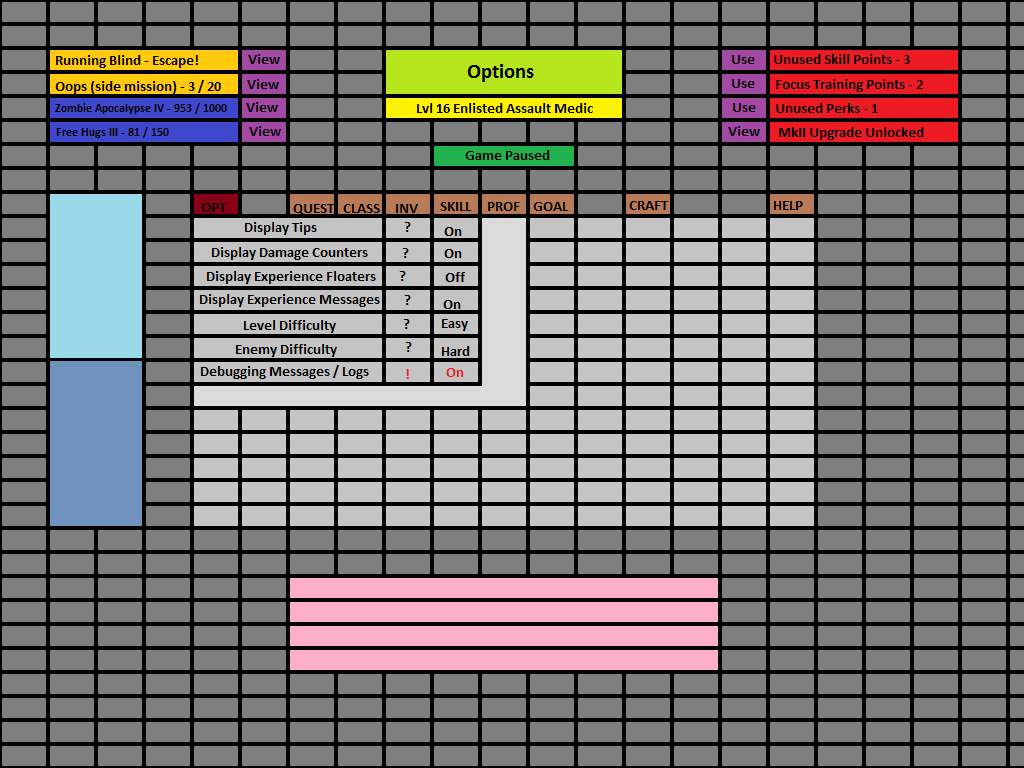 Running Blind - Escape! View
Oops (side mission) - 3 / 20 View
Zombie Apocalypse IV - 953 / 1000 View
Free Hugs III - 81 / 150 View
Options
Lvl 16 Enlisted Assault Medic
Game Paused
Use Unused Skill Points - 3
Use Focus Training Points - 2
Use Unused Perks - 1
View MkII Upgrade Unlocked
OPT QUEST CLASS INV SKILL PROF GOAL CRAFT HELP
Display Tips ? On
Display Damage Counters ? On
Display Experience Floaters ? Off
Display Experience Messages ? On
Level Difficulty ? Easy
Enemy Difficulty ? Hard
Debugging Messages / Logs ! On